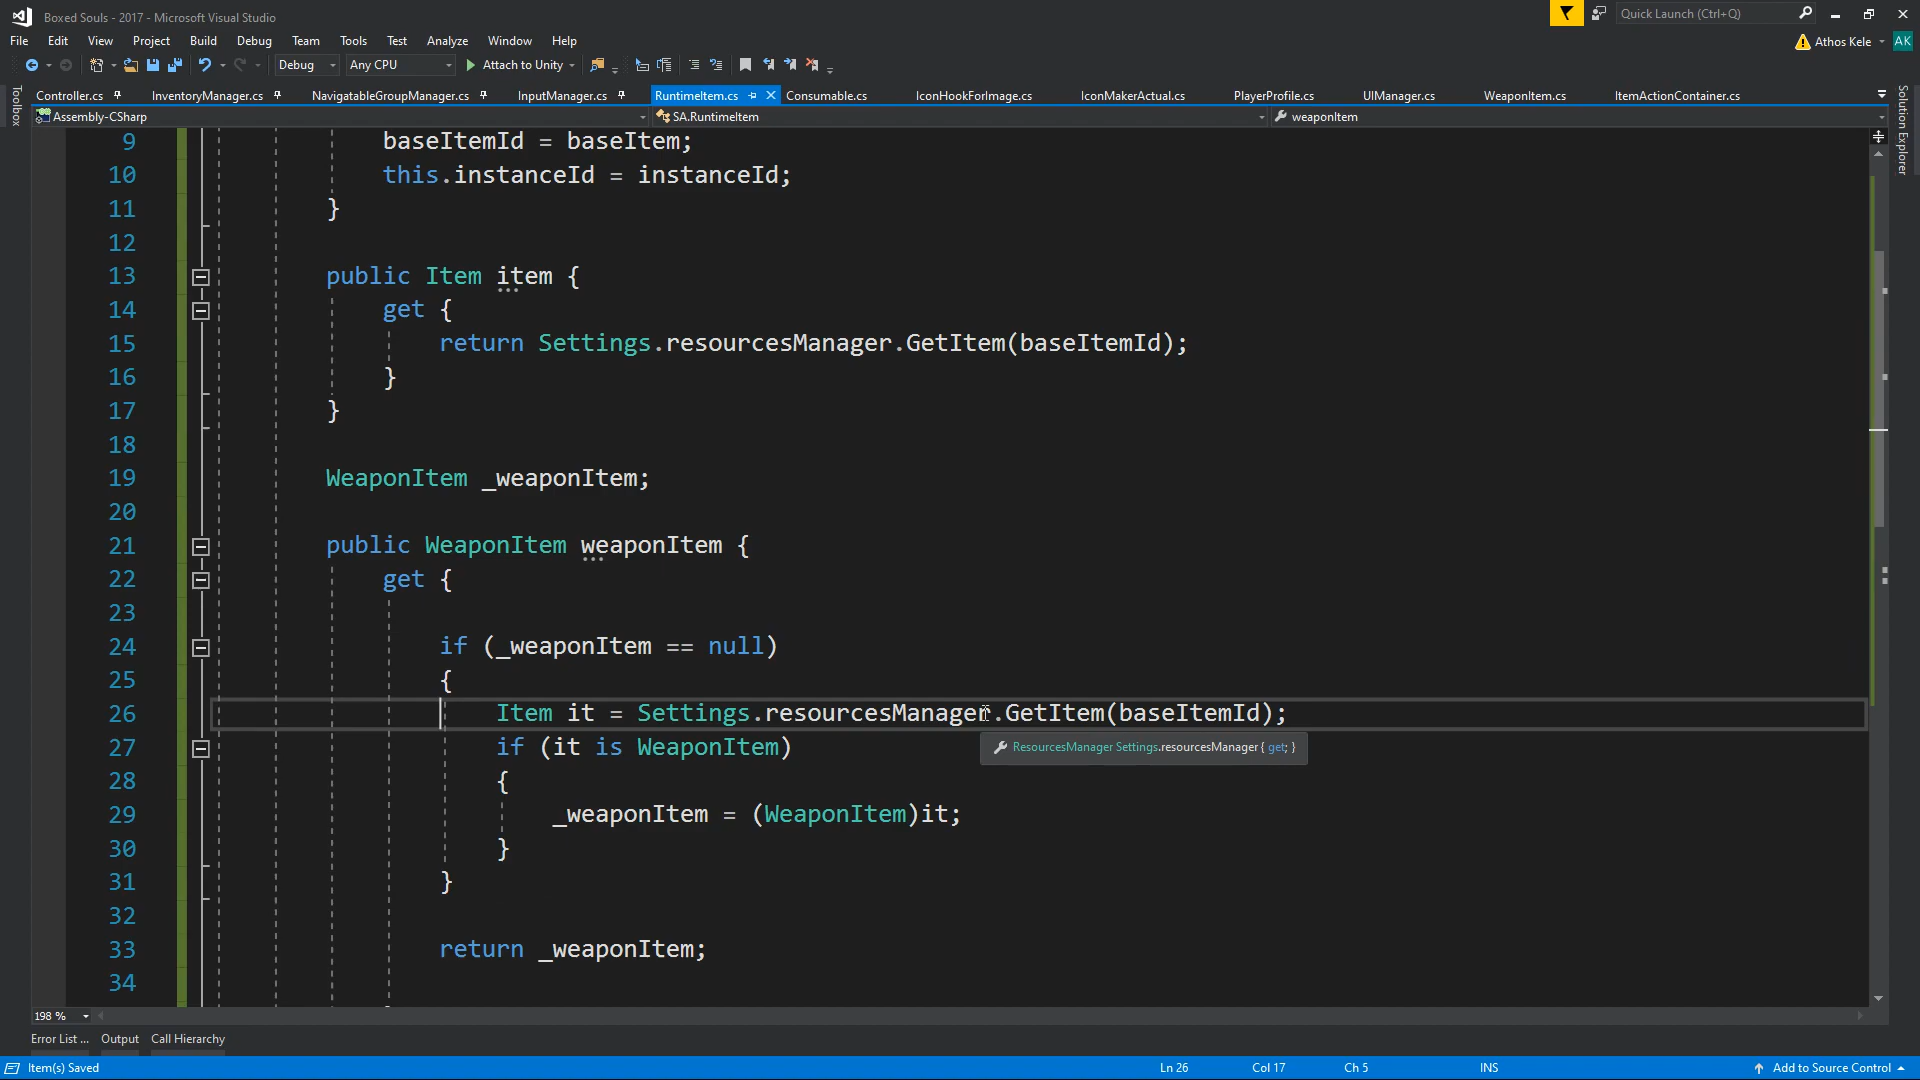 Boxed Souls - 2017 - Microsoft Visual Studio
Quick Launch (Ctrl+Q)
File Edit View Project Build Debug Team Tools Test Analyze Window Help
Athos Kele AK
Debug Any CPU Attach to Unity
Toolbox
Solution Explorer
Controller.cs InventoryManager.cs NavigatableGroupManager.cs InputManager.cs RuntimeItem.cs Consumable.cs IconHookForImage.cs IconMakerActual.cs PlayerProfile.cs UIManager.cs WeaponItem.cs ItemActionContainer.cs
Assembly-CSharp SA.RuntimeItem weaponItem
9 baseItemId = baseItem;
10 this.instanceId = instanceId;
11 }
12
13 public Item item {
14 get {
15 return Settings.resourcesManager.GetItem(baseItemId);
16 }
17 }
18
19 WeaponItem _weaponItem;
20
21 public WeaponItem weaponItem {
22 get {
23
24 if (_weaponItem == null)
25 {
26 Item it = Settings.resourcesManager.GetItem(baseItemId);
27 if (it is WeaponItem)
ResourcesManager Settings.resourcesManager { get; }
28 {
29 _weaponItem = (WeaponItem)it;
30 }
31 }
32
33 return _weaponItem;
34
198 %
Error List ... Output Call Hierarchy
Item(s) Saved Ln 26 Col 17 Ch 5 INS Add to Source Control